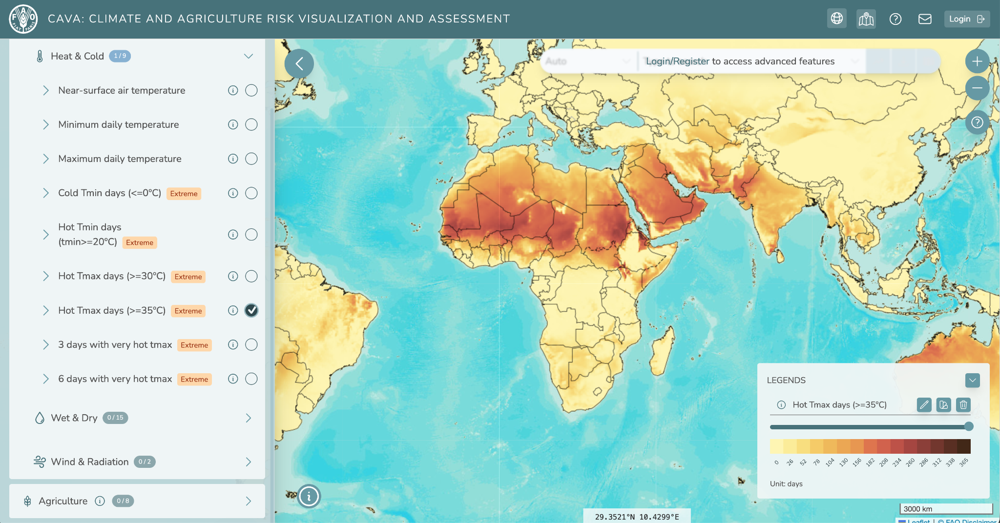 FAO
FIAT PANIS
CAVA: CLIMATE AND AGRICULTURE RISK VISUALIZATION AND ASSESSMENT
Login
Heat & Cold 1 / 9
Near-surface air temperature
Minimum daily temperature
Maximum daily temperature
Cold Tmin days (<=0°C) Extreme
Hot Tmin days
(tmin>=20°C) Extreme
Hot Tmax days (>=30°C) Extreme
Hot Tmax days (>=35°C) Extreme
3 days with very hot tmax Extreme
6 days with very hot tmax Extreme
Wet & Dry 0 / 15
Wind & Radiation 0 / 2
Agriculture 0 / 8
Auto
Login/Register to access advanced features
LEGENDS
Hot Tmax days (>=35°C)
0 26 52 78 104 130 156 182 208 234 260 286 312 338 365
Unit: days
3000 km
29.3521°N 10.4299°E
Leaflet | © FAO Disclaimer